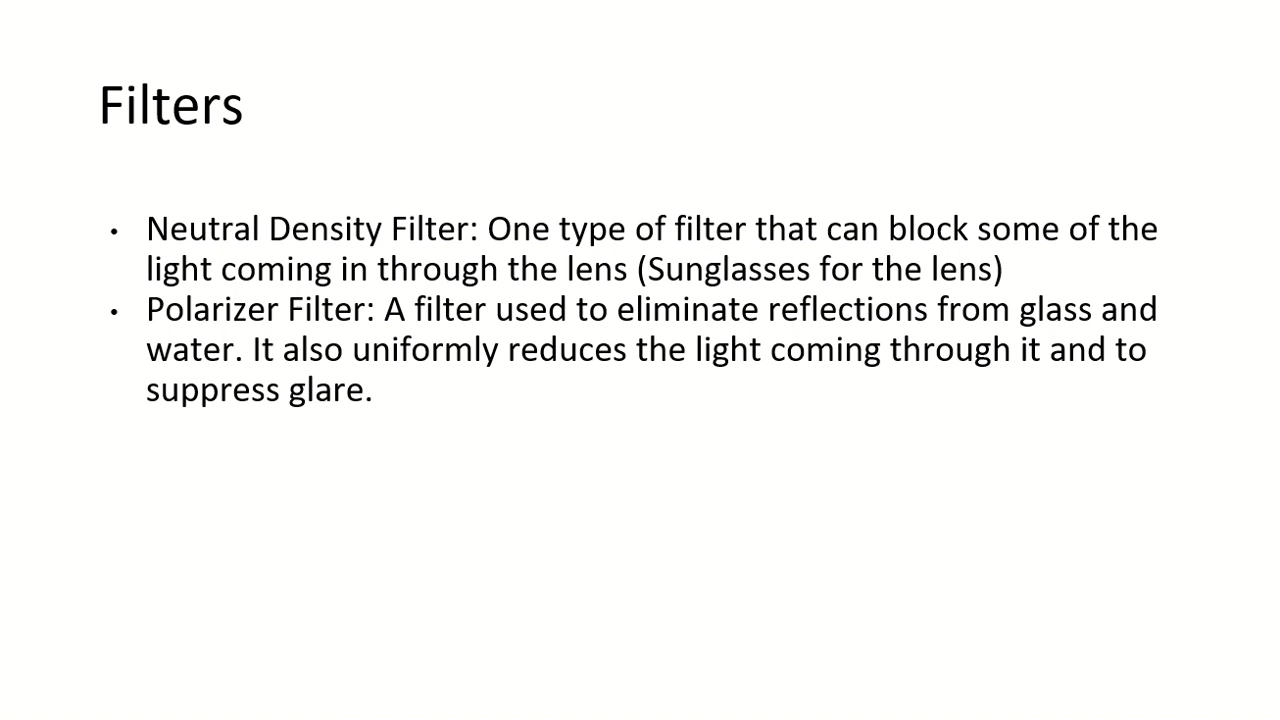 Filters
• Neutral Density Filter: One type of filter that can block some of the
light coming in through the lens (Sunglasses for the lens)
• Polarizer Filter: A filter used to eliminate reflections from glass and
water. It also uniformly reduces the light coming through it and to
suppress glare.